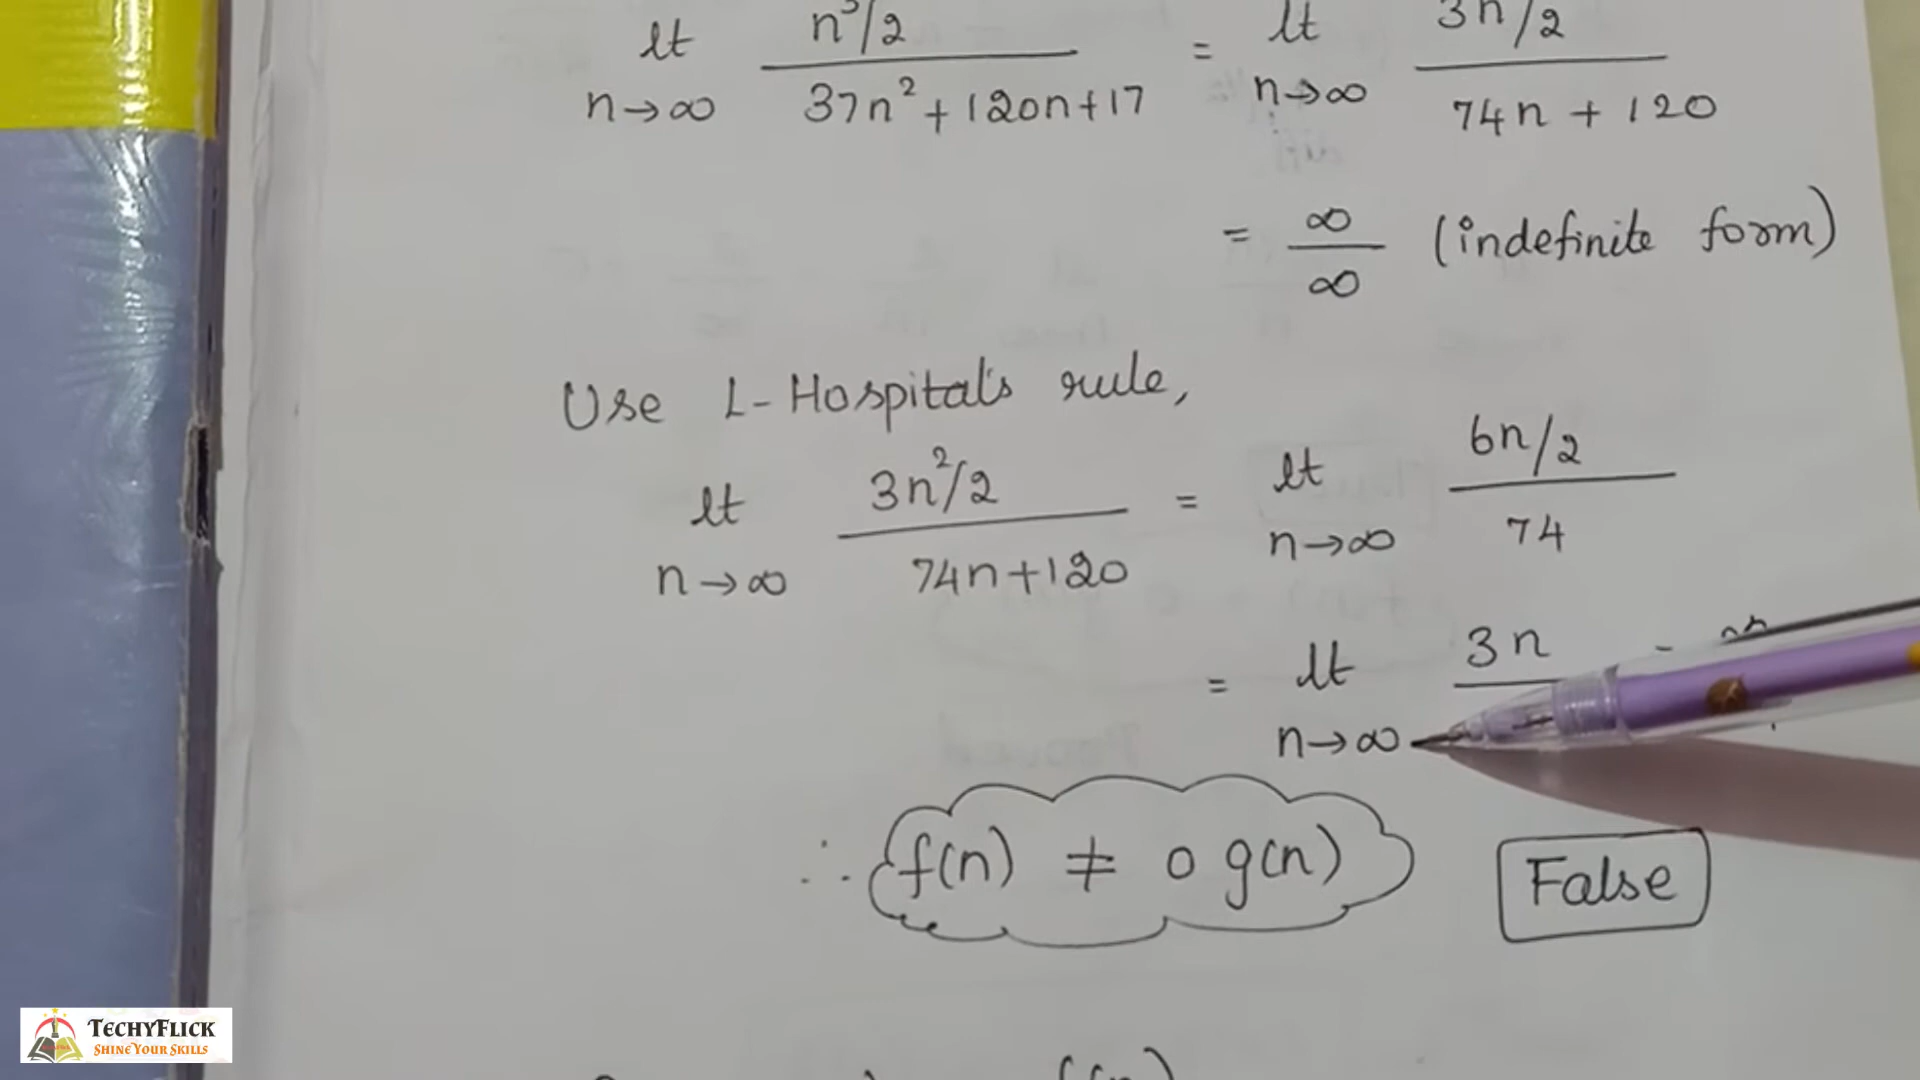 lt n³/2 = lt 3n/2
n→∞ 37n²+120n+17 n→∞ 74n + 120
= ∞/∞ (indefinite form)
Use L-Hospital's rule,
lt 3n²/2 = lt 6n/2
n→∞ 74n+120 n→∞ 74
= lt 3n =
n→∞
∴ f(n) ≠ o g(n) False
TECHYFLICK
SHINE YOUR SKILLS